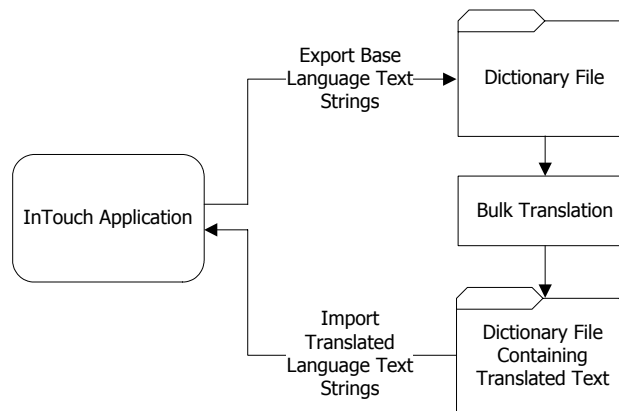 Export Base
Language Text
Strings
Dictionary File
InTouch Application
Bulk Translation
Import
Translated
Language Text
Strings
Dictionary File
Containing
Translated Text